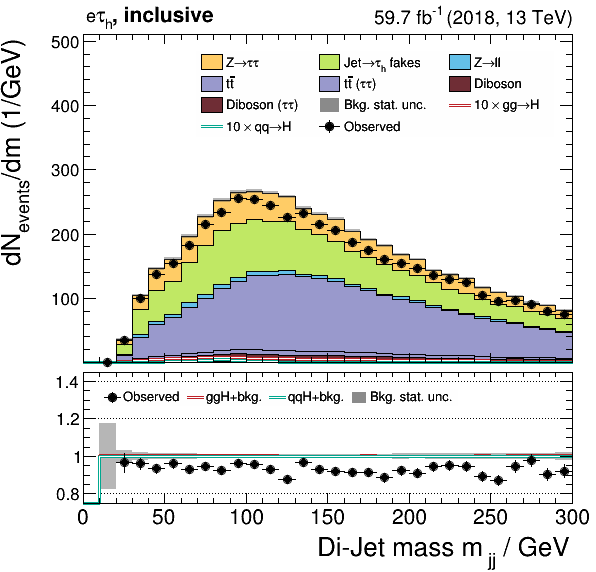 eτh, inclusive 59.7 fb⁻¹ (2018, 13 TeV)
dNevents/dm (1/GeV)
500
400
300
200
100
Z→ττ Jet→τh fakes Z→ll
tt̄ tt̄ (ττ) Diboson
Diboson (ττ) Bkg. stat. unc. 10 × gg→H
10 × qq→H Observed
1.4
1.2
1
0.8
Observed ggH+bkg. qqH+bkg. Bkg. stat. unc.
0 50 100 150 200 250 300
Di-Jet mass mjj / GeV